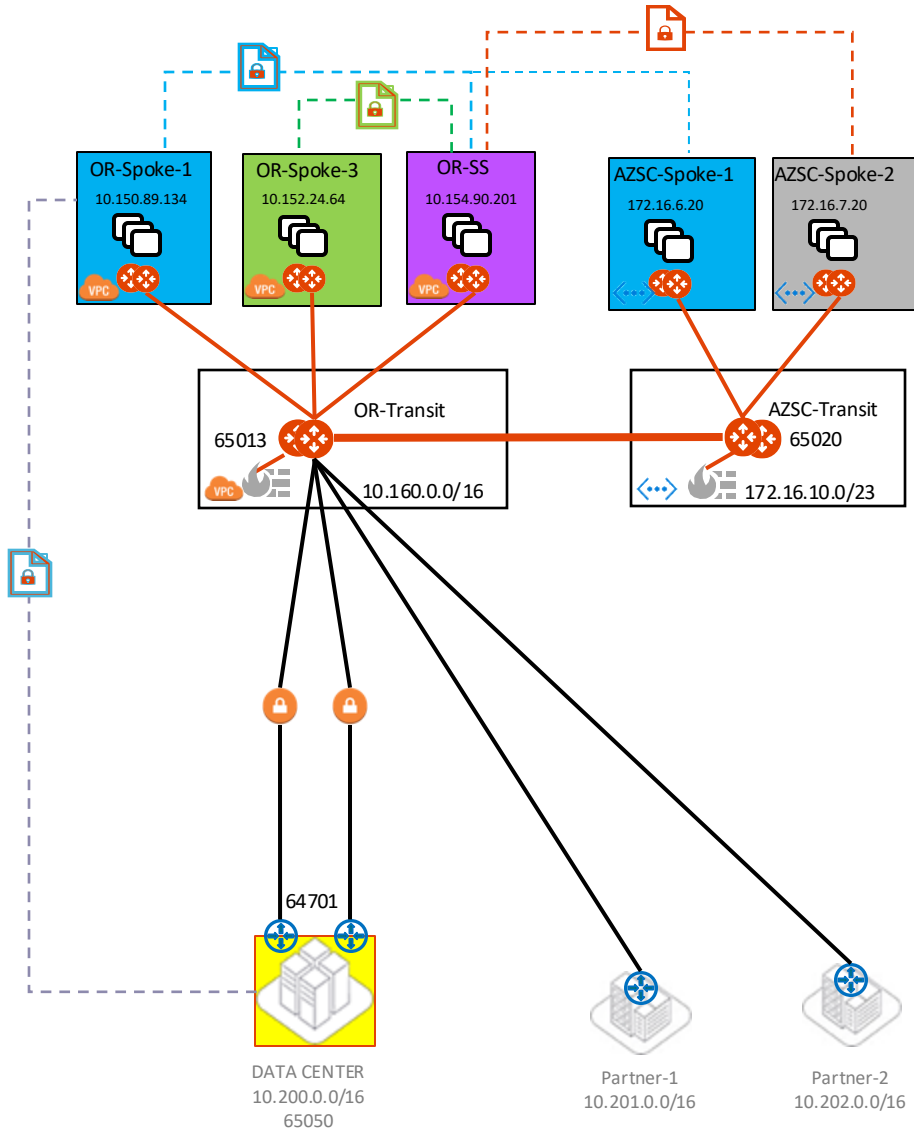 OR-Spoke-1
10.150.89.134
VPC
OR-Spoke-3
10.152.24.64
VPC
OR-SS
10.154.90.201
VPC
AZSC-Spoke-1
172.16.6.20
AZSC-Spoke-2
172.16.7.20
OR-Transit
65013
VPC
10.160.0.0/16
AZSC-Transit
65020
172.16.10.0/23
64701
DATA CENTER
10.200.0.0/16
65050
Partner-1
10.201.0.0/16
Partner-2
10.202.0.0/16